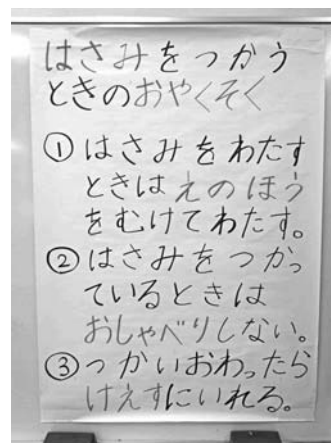 はさみをつかう
ときのおやくそく
①はさみをわたす
ときはえのほう
をむけてわたす。
②はさみをつかっ
ているときは
おしゃべりしない。
③つかいおわったら
けえすにいれる。